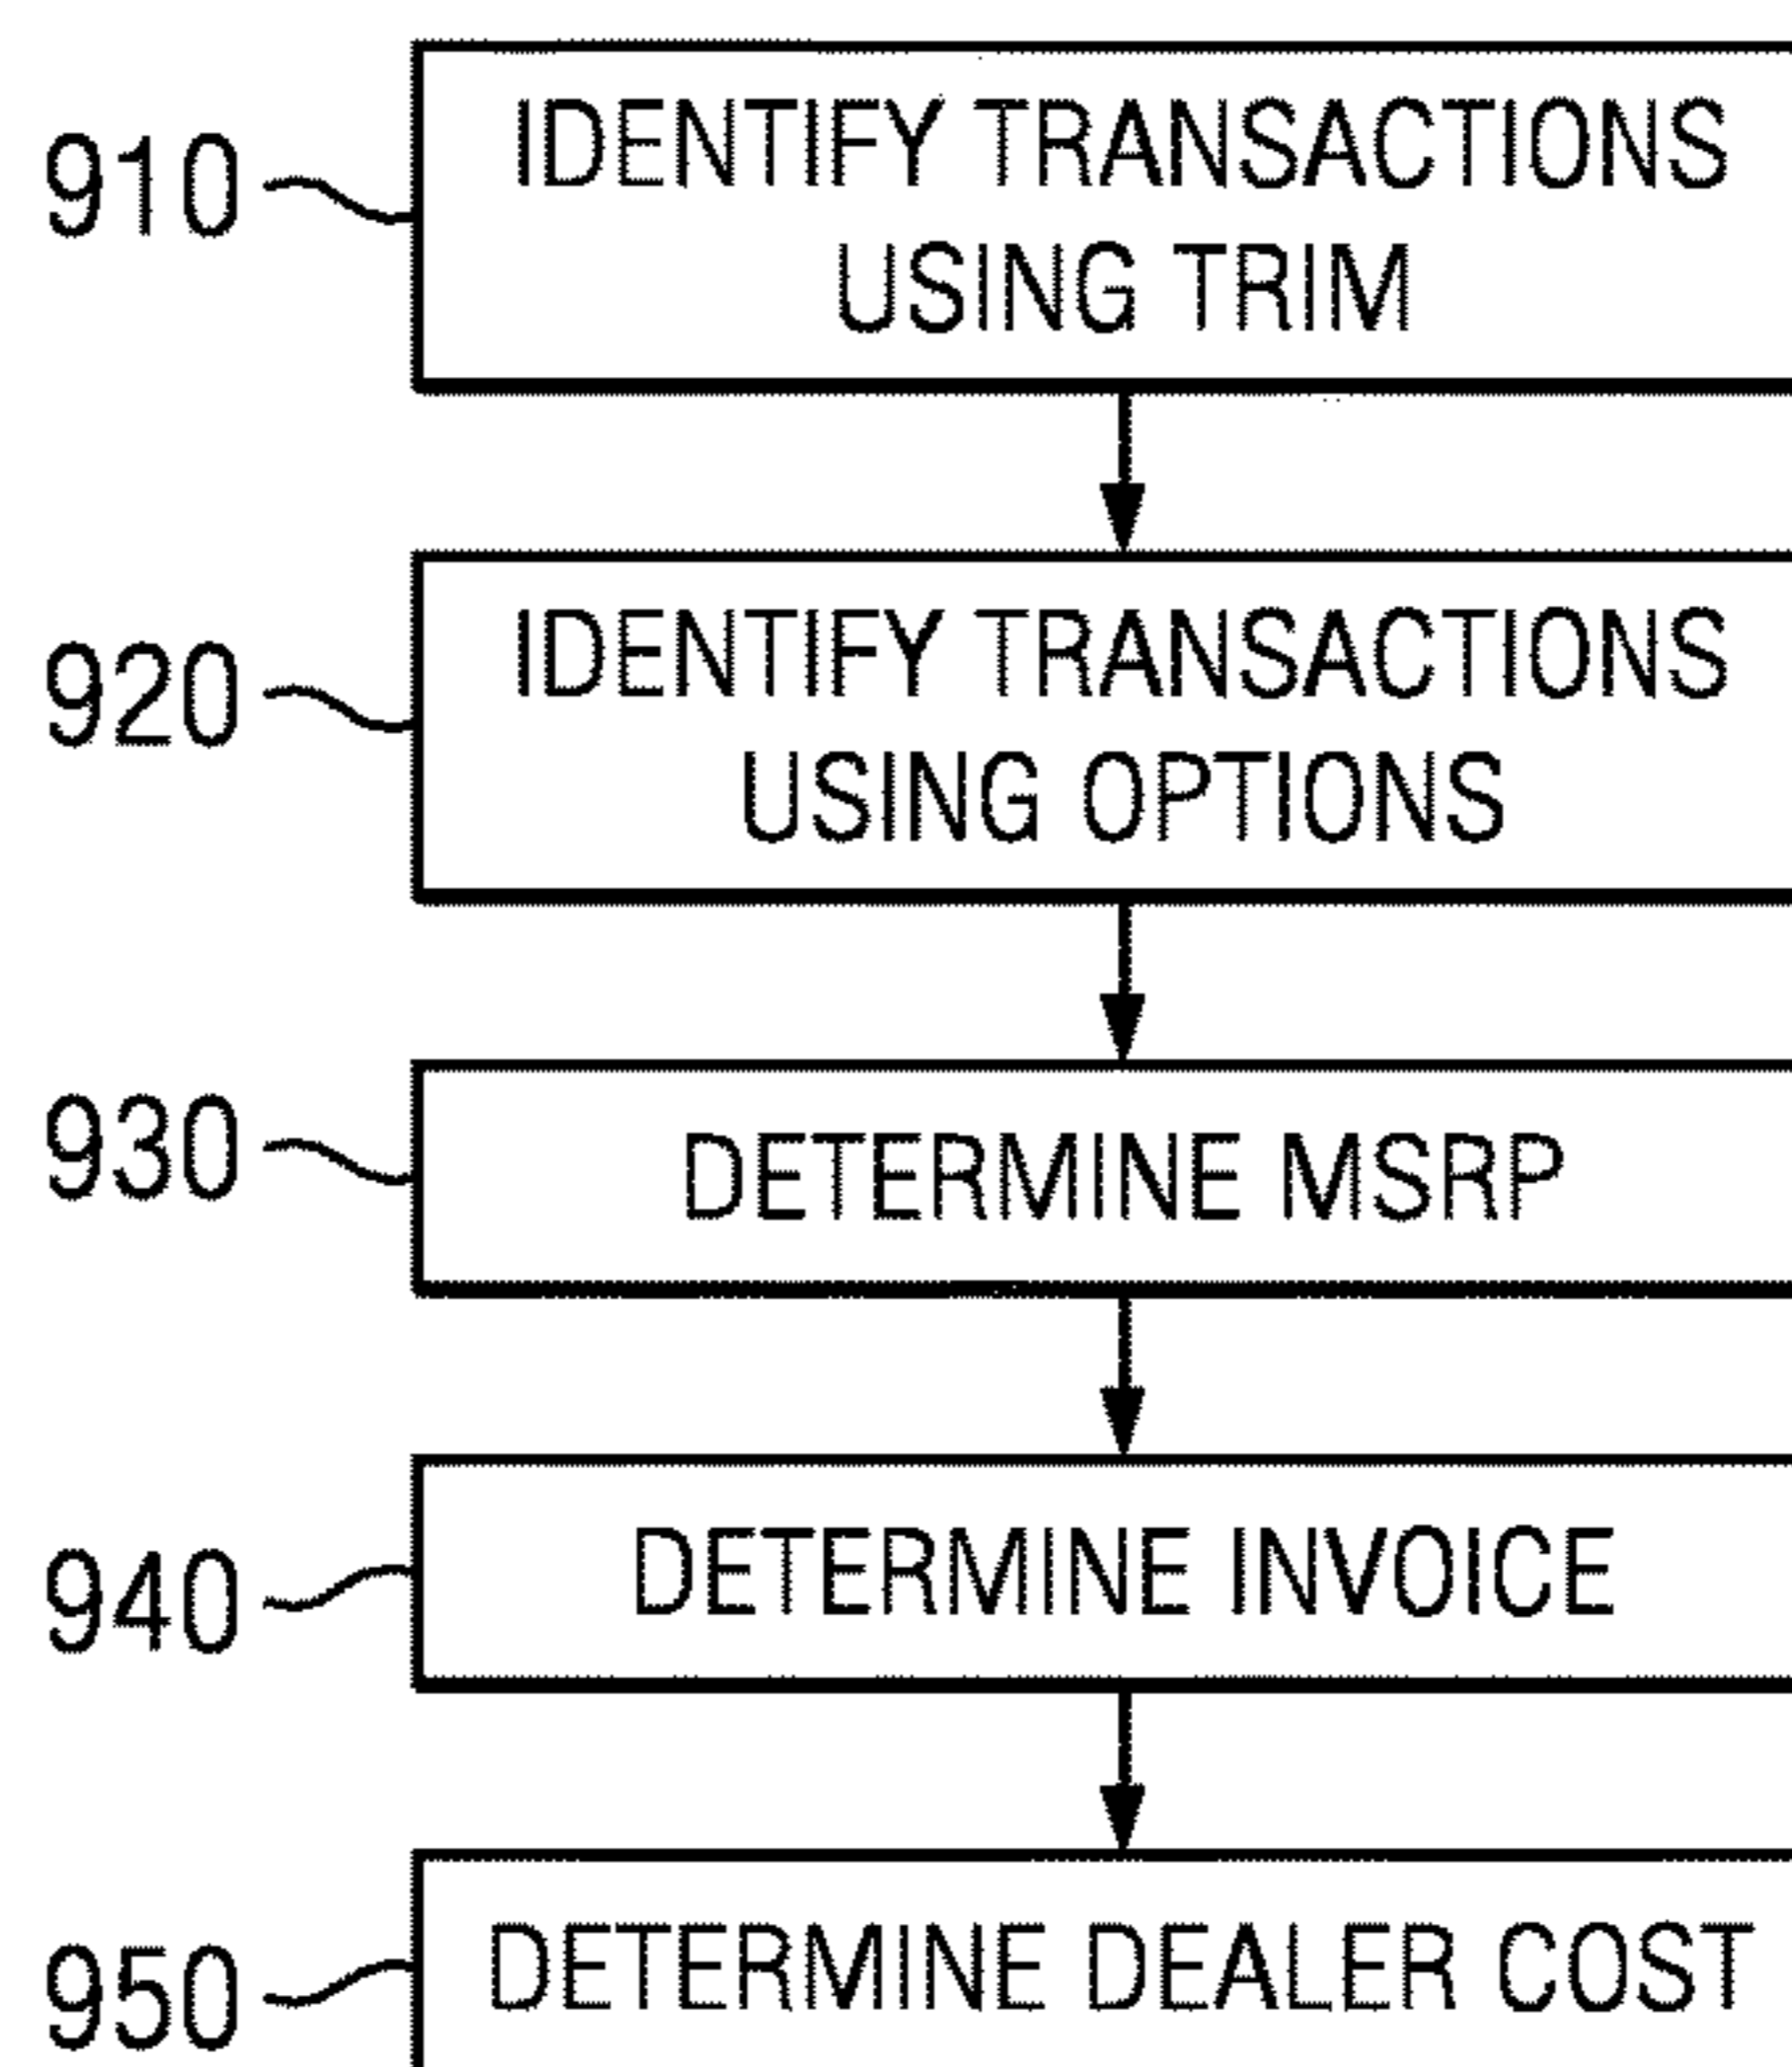 910
IDENTIFY TRANSACTIONS
USING TRIM
920
IDENTIFY TRANSACTIONS
USING OPTIONS
930
DETERMINE MSRP
940
DETERMINE INVOICE
950
DETERMINE DEALER COST